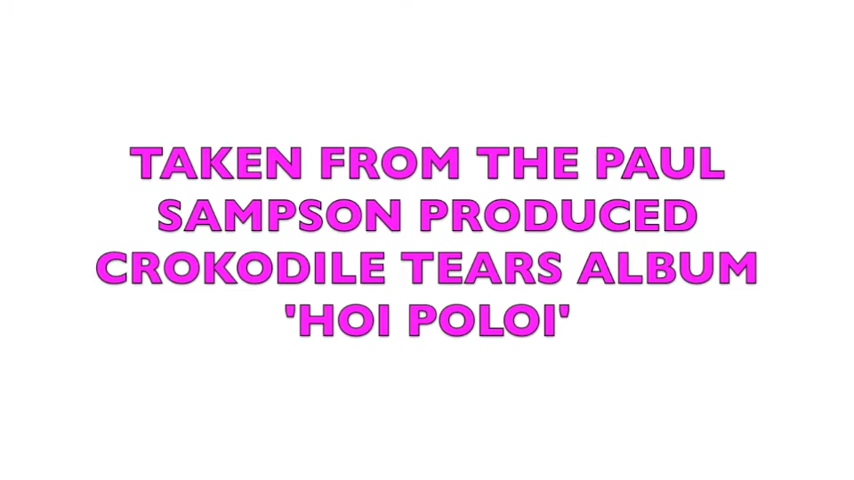 TAKEN FROM THE PAUL
SAMPSON PRODUCED
CROKODILE TEARS ALBUM
'HOI POLOI'